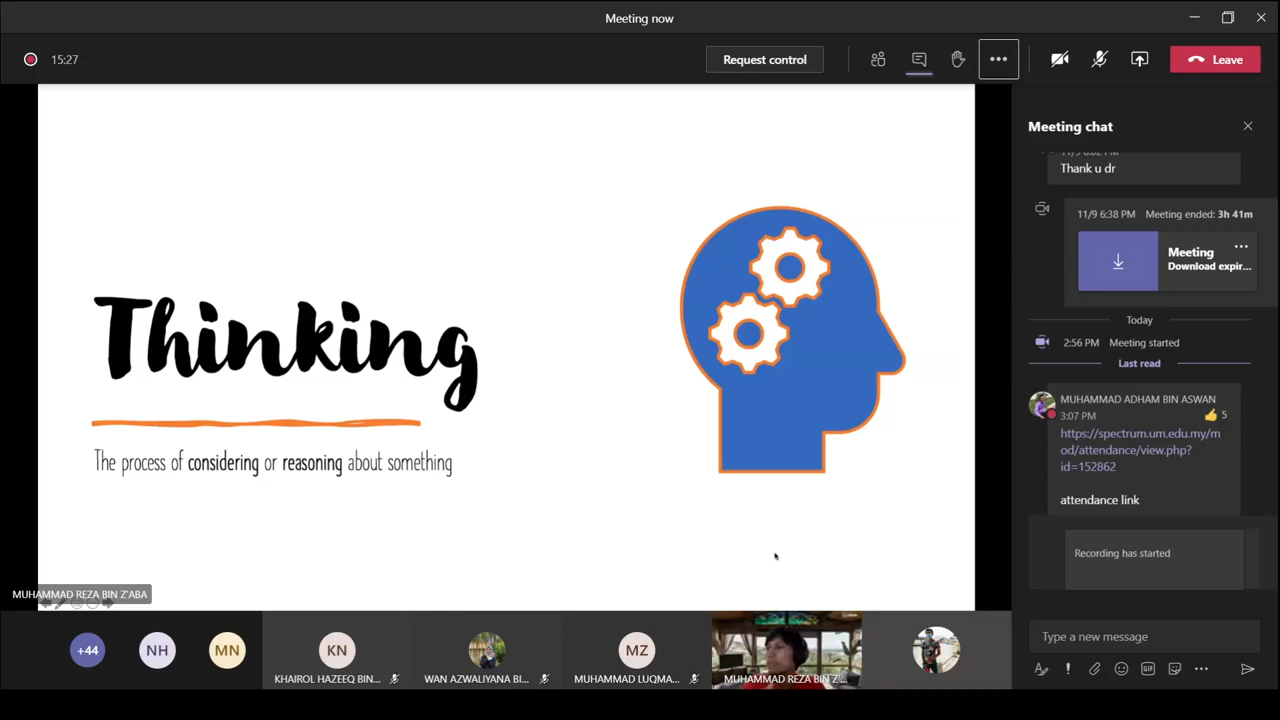 Meeting now
15:27
Request control
Leave
Thinking
The process of considering or reasoning about something
MUHAMMAD REZA BIN Z'ABA
+44
NH
MN
KN
KHAIROL HAZEEQ BIN...
WAN AZWALIYANA BI...
MZ
MUHAMMAD LUQMA...
MUHAMMAD REZA BIN Z'...
Meeting chat
Thank u dr
11/9 6:38 PM Meeting ended: 3h 41m
Meeting
Download expir...
Today
2:56 PM Meeting started
Last read
MUHAMMAD ADHAM BIN ASWAN
3:07 PM
5
https://spectrum.um.edu.my/m
od/attendance/view.php?
id=152862
attendance link
Recording has started
Type a new message
GIF